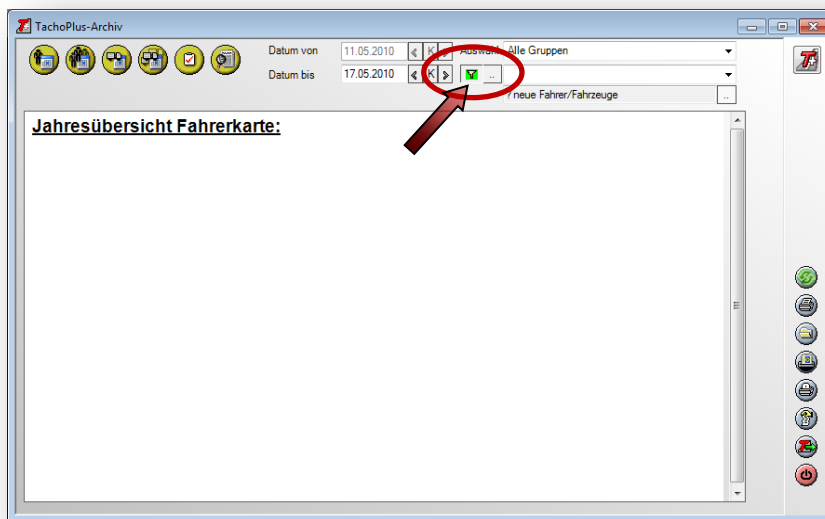 TachoPlus-Archiv
Datum von 11.05.2010 K Auswahl Alle Gruppen
Datum bis 17.05.2010 K ..
? neue Fahrer/Fahrzeuge ..
Jahresübersicht Fahrerkarte: